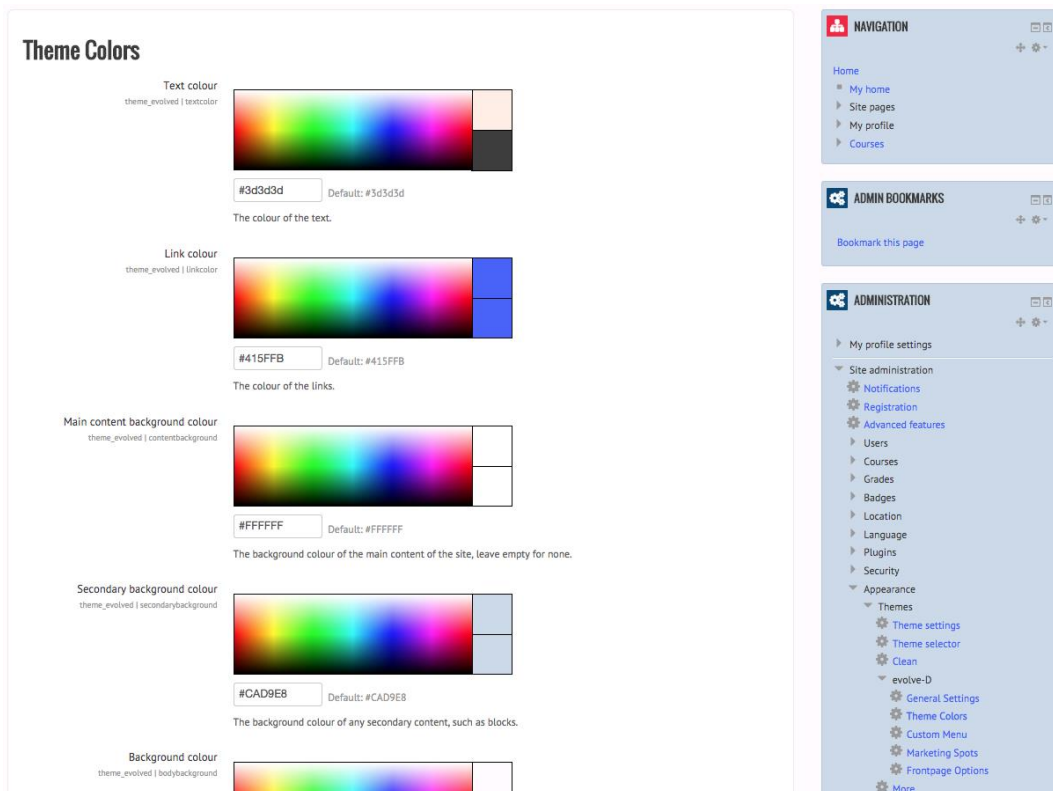 Theme Colors
Text colour
theme_evolved | textcolor
#3d3d3d
Default: #3d3d3d
The colour of the text.
Link colour
theme_evolved | linkcolor
#415FFB
Default: #415FFB
The colour of the links.
Main content background colour
theme_evolved | contentbackground
#FFFFFF
Default: #FFFFFF
The background colour of the main content of the site, leave empty for none.
Secondary background colour
theme_evolved | secondarybackground
#CAD9E8
Default: #CAD9E8
The background colour of any secondary content, such as blocks.
Background colour
theme_evolved | bodybackground
NAVIGATION
Home
My home
Site pages
My profile
Courses
ADMIN BOOKMARKS
Bookmark this page
ADMINISTRATION
My profile settings
Site administration
Notifications
Registration
Advanced features
Users
Courses
Grades
Badges
Location
Language
Plugins
Security
Appearance
Themes
Theme settings
Theme selector
Clean
evolve-D
General Settings
Theme Colors
Custom Menu
Marketing Spots
Frontpage Options
More